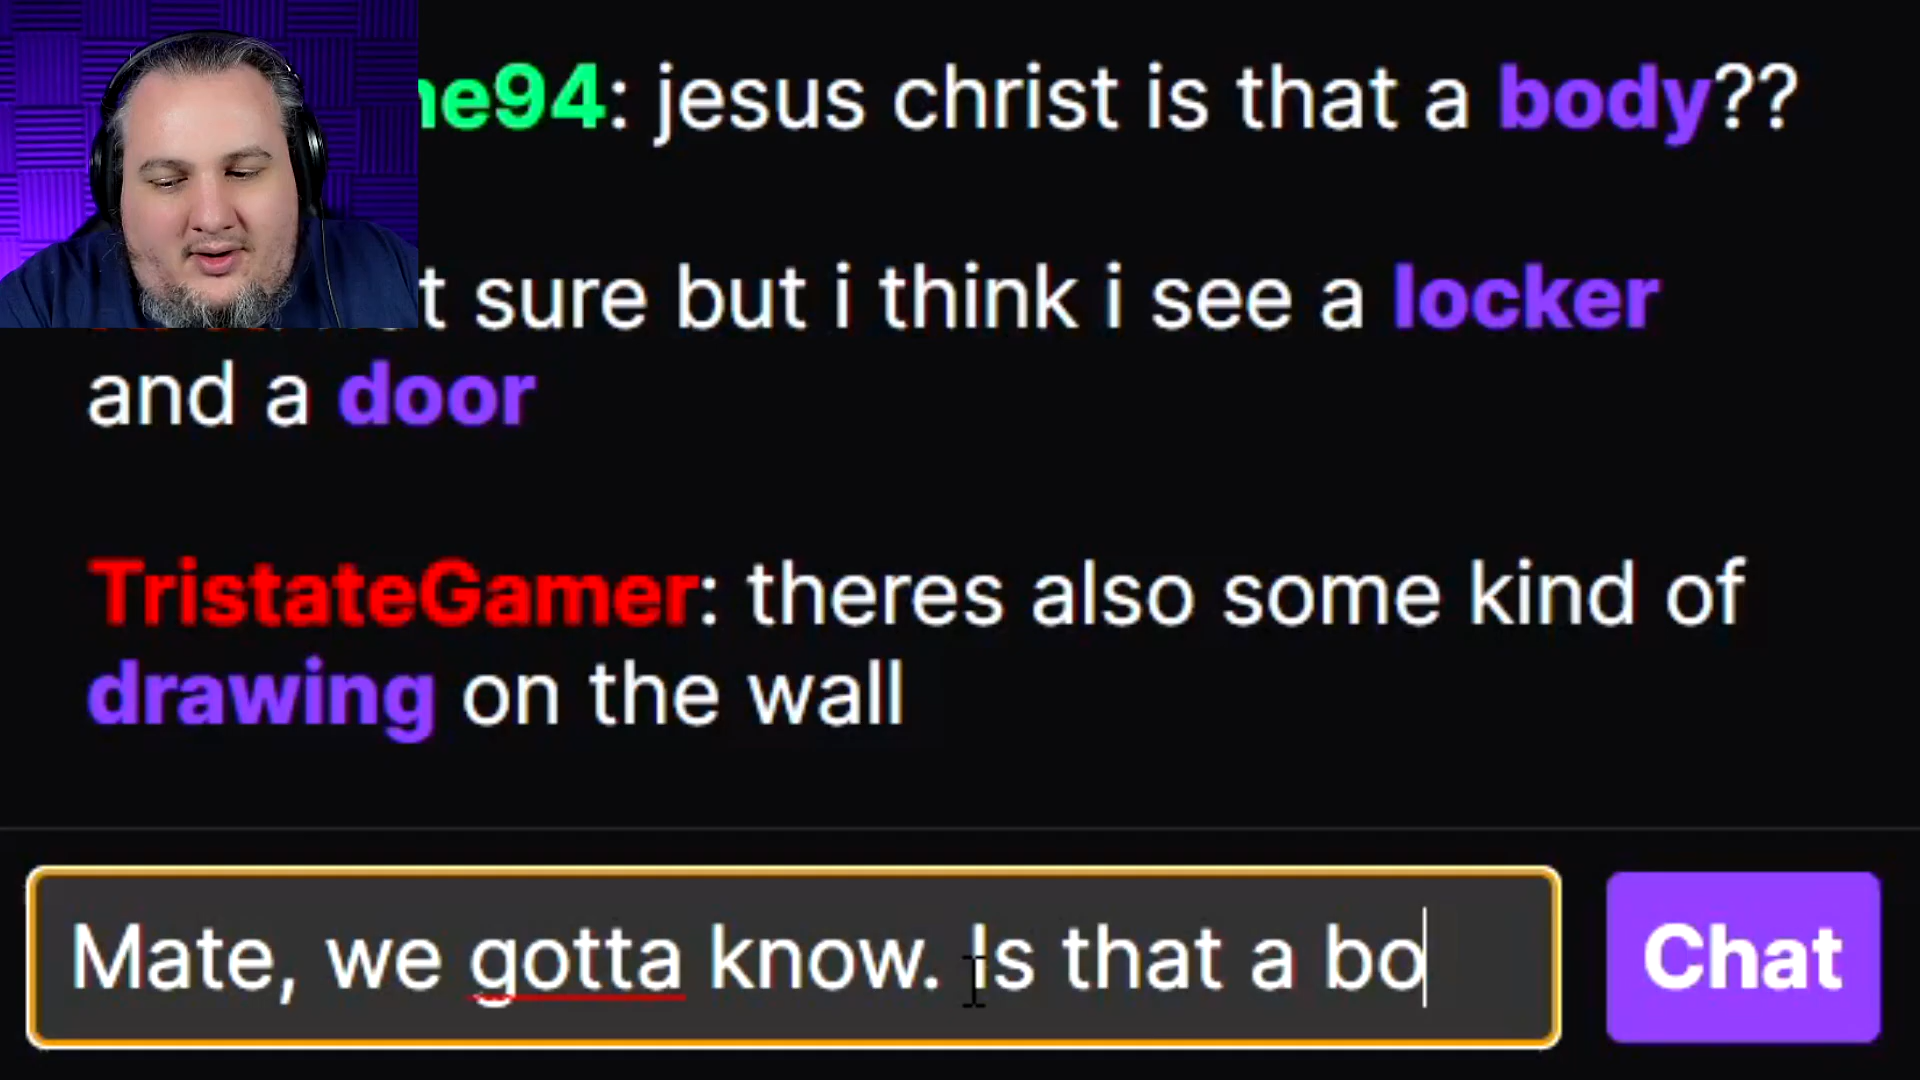 ne94: jesus christ is that a body??
t sure but i think i see a locker
and a door
TristateGamer: theres also some kind of
drawing on the wall
Mate, we gotta know. Is that a bo
Chat